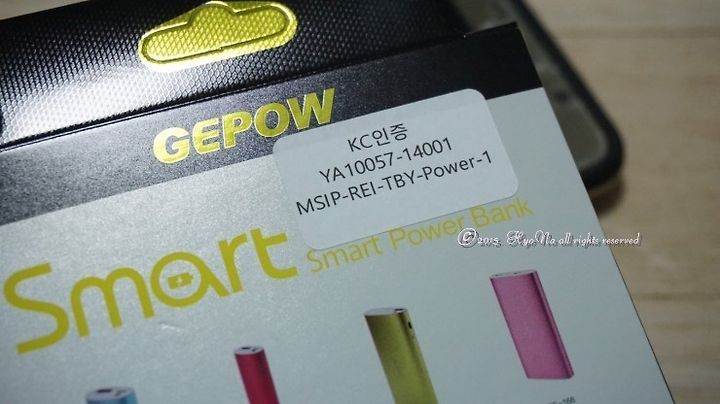 GEPOW
KC인증
YA10057-14001
MSIP-REI-TBY-Power-1
Smart
Smart Power Bank
© 2015. HyoNa all rights reserved